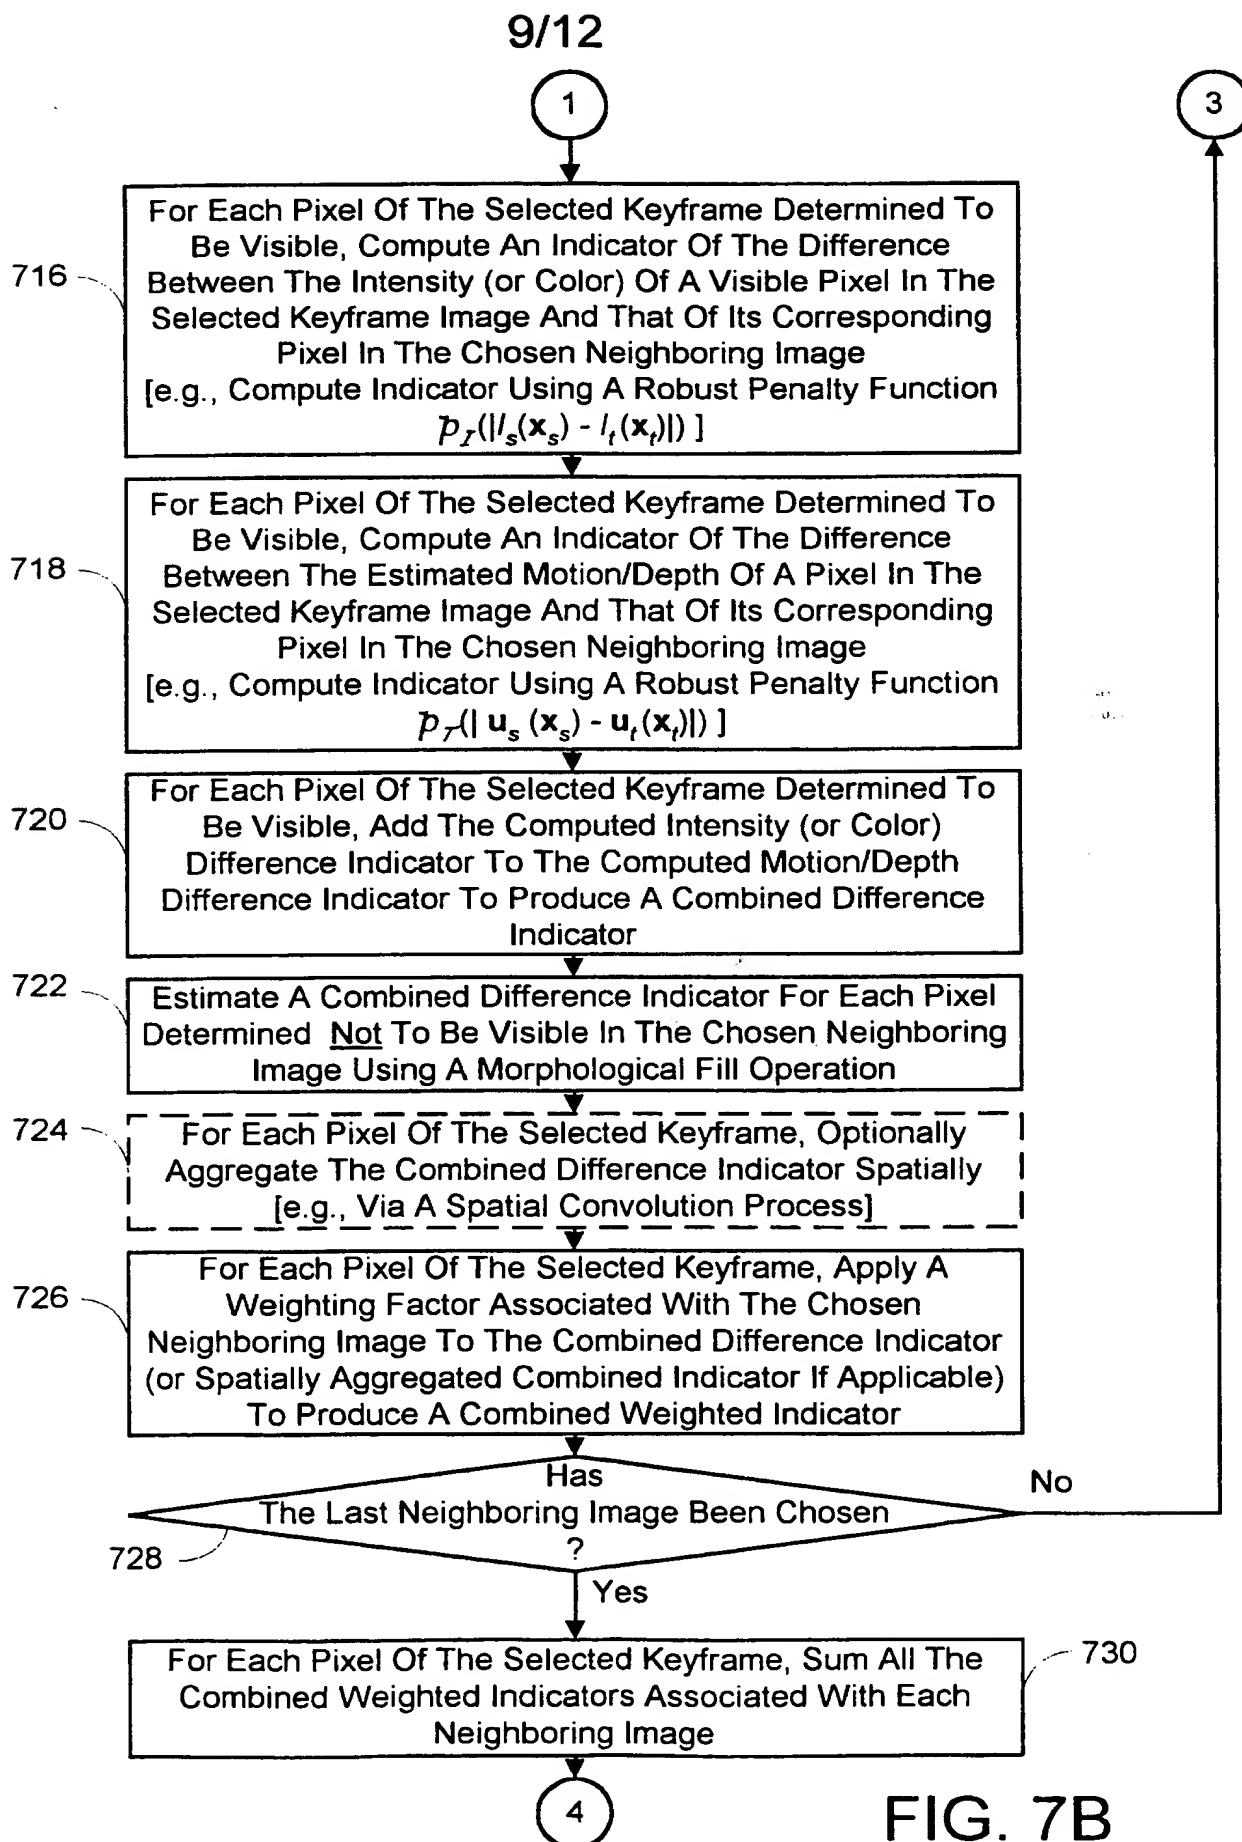 9/12
1
3
For Each Pixel Of The Selected Keyframe Determined To
Be Visible, Compute An Indicator Of The Difference
Between The Intensity (or Color) Of A Visible Pixel In The
Selected Keyframe Image And That Of Its Corresponding
Pixel In The Chosen Neighboring Image
[e.g., Compute Indicator Using A Robust Penalty Function
p_I(|I_s(x_s) - I_t(x_t)|) ]
716
For Each Pixel Of The Selected Keyframe Determined To
Be Visible, Compute An Indicator Of The Difference
Between The Estimated Motion/Depth Of A Pixel In The
Selected Keyframe Image And That Of Its Corresponding
Pixel In The Chosen Neighboring Image
[e.g., Compute Indicator Using A Robust Penalty Function
p_T(| u_s (x_s) - u_t(x_t)|) ]
718
For Each Pixel Of The Selected Keyframe Determined To
Be Visible, Add The Computed Intensity (or Color)
Difference Indicator To The Computed Motion/Depth
Difference Indicator To Produce A Combined Difference
Indicator
720
Estimate A Combined Difference Indicator For Each Pixel
Determined Not To Be Visible In The Chosen Neighboring
Image Using A Morphological Fill Operation
722
For Each Pixel Of The Selected Keyframe, Optionally
Aggregate The Combined Difference Indicator Spatially
[e.g., Via A Spatial Convolution Process]
724
For Each Pixel Of The Selected Keyframe, Apply A
Weighting Factor Associated With The Chosen
Neighboring Image To The Combined Difference Indicator
(or Spatially Aggregated Combined Indicator If Applicable)
To Produce A Combined Weighted Indicator
726
Has
The Last Neighboring Image Been Chosen
?
728
No
Yes
For Each Pixel Of The Selected Keyframe, Sum All The
Combined Weighted Indicators Associated With Each
Neighboring Image
730
4
FIG. 7B